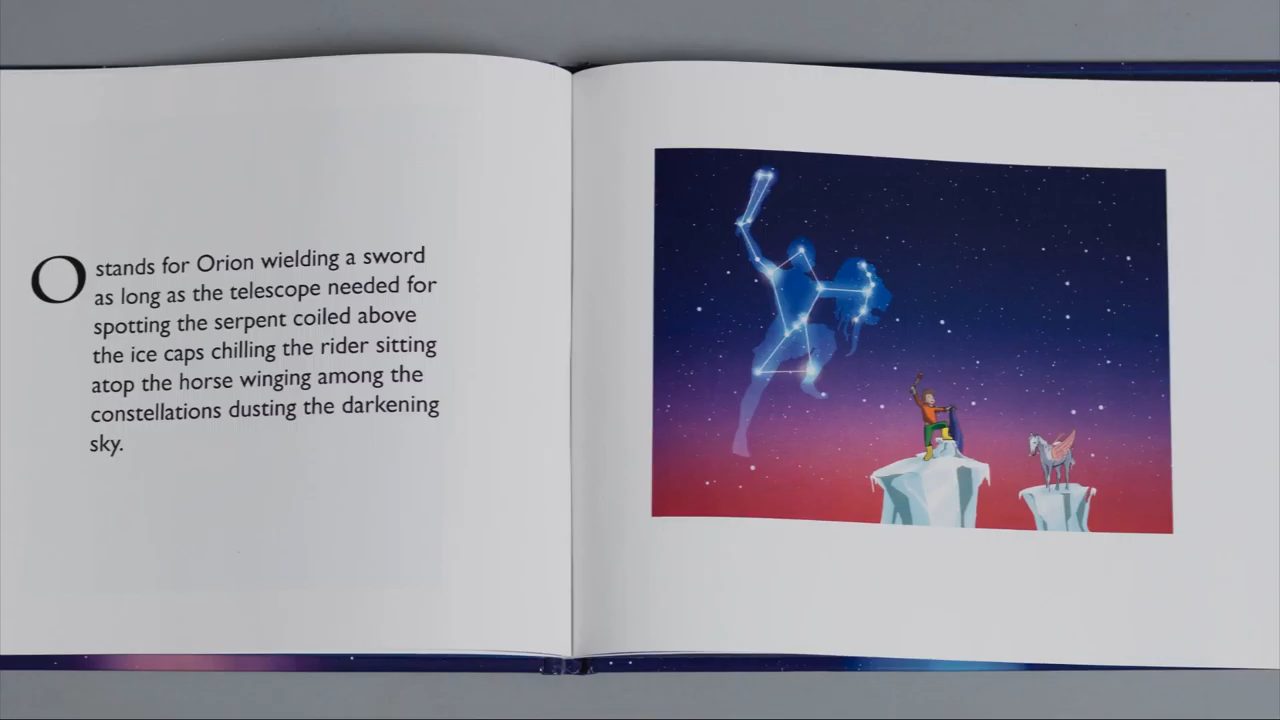 O stands for Orion wielding a sword
as long as the telescope needed for
spotting the serpent coiled above
the ice caps chilling the rider sitting
atop the horse winging among the
constellations dusting the darkening
sky.